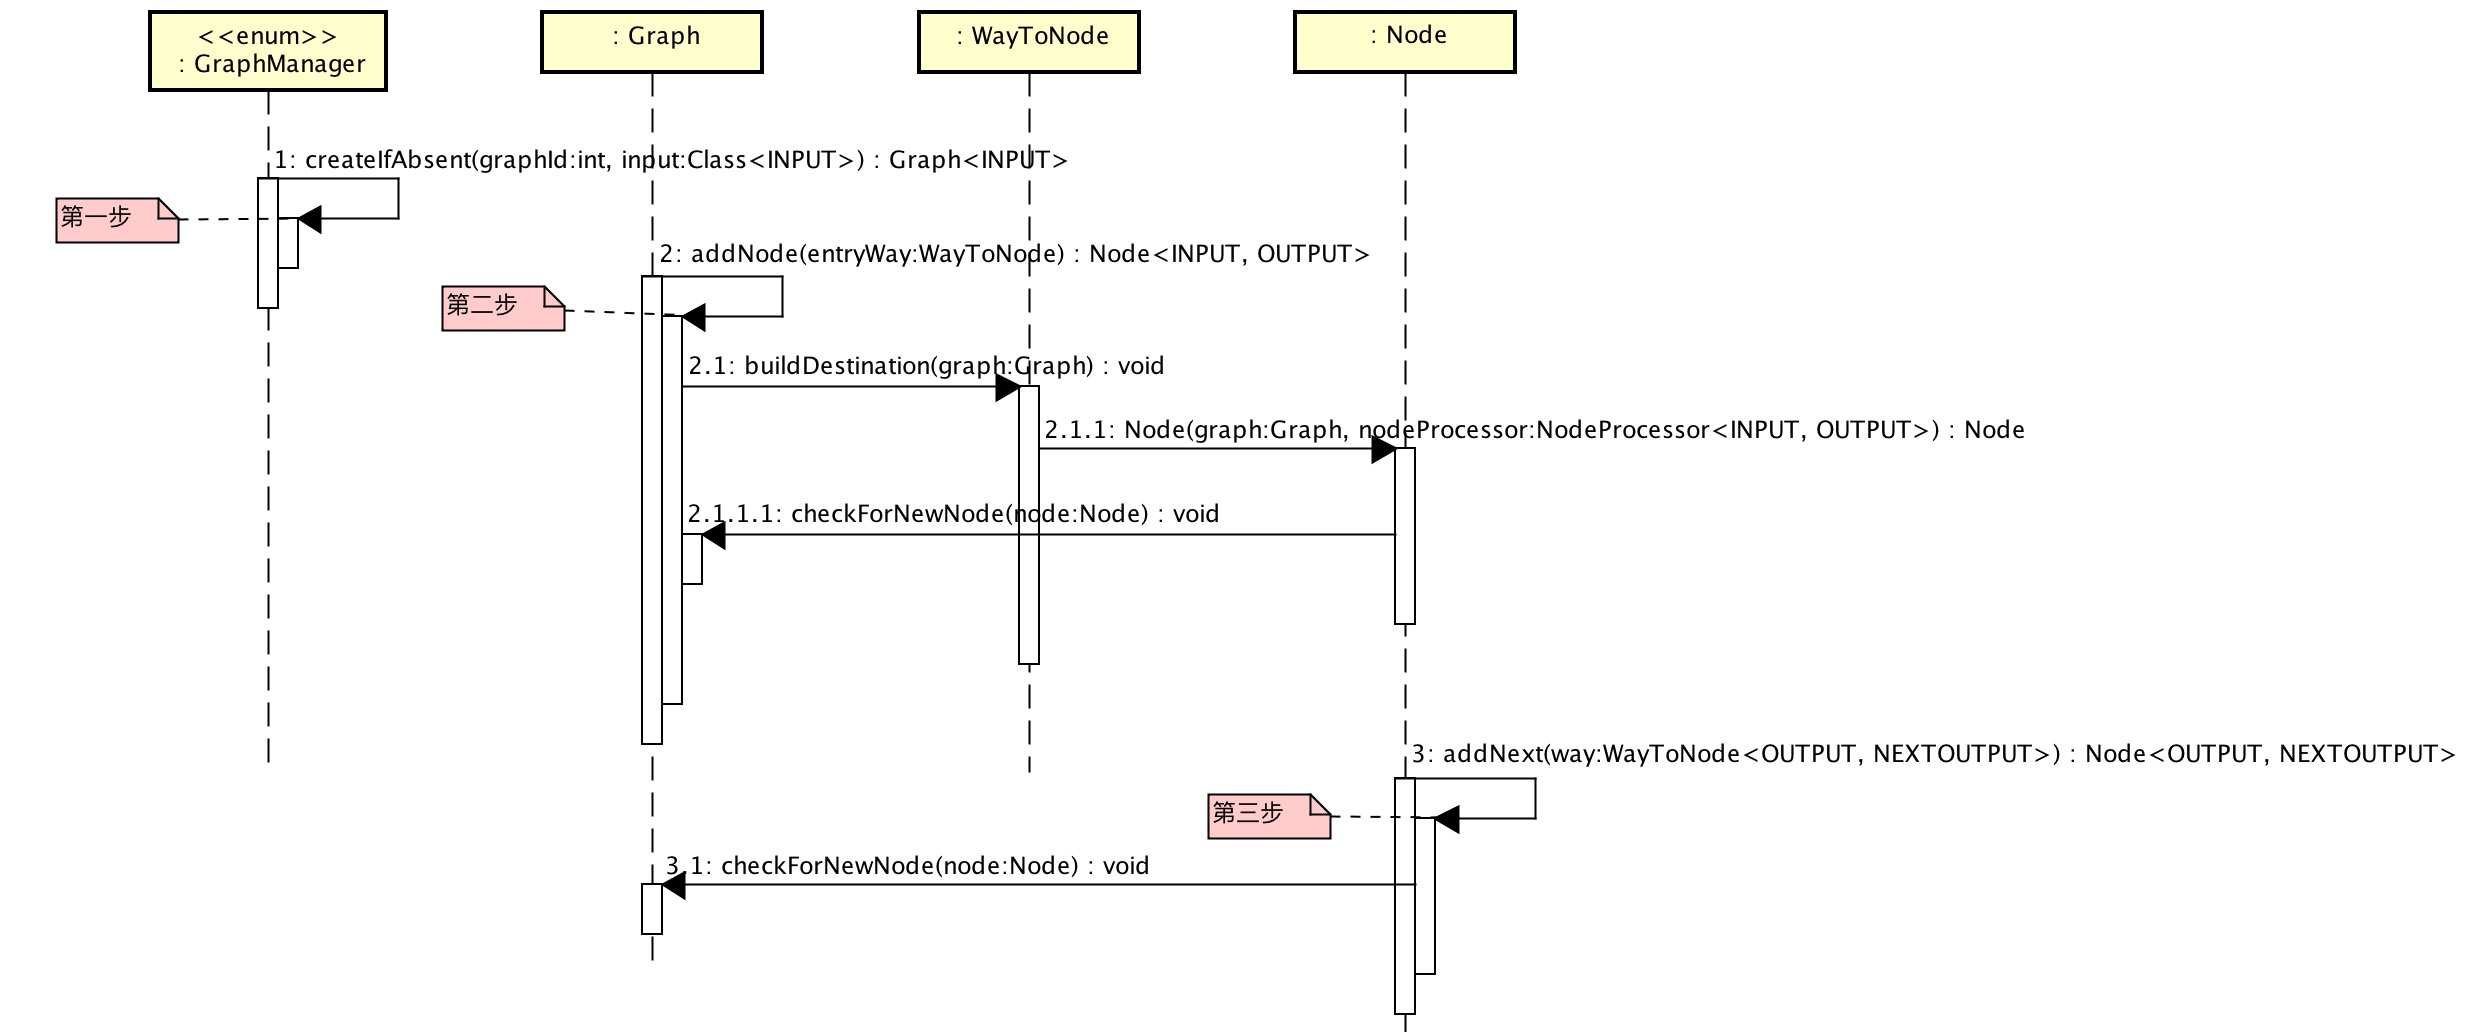 <<enum>>
: GraphManager
: Graph
: WayToNode
: Node
1: createIfAbsent(graphId:int, input:Class<INPUT>) : Graph<INPUT>
第一步
2: addNode(entryWay:WayToNode) : Node<INPUT, OUTPUT>
第二步
2.1: buildDestination(graph:Graph) : void
2.1.1: Node(graph:Graph, nodeProcessor:NodeProcessor<INPUT, OUTPUT>) : Node
2.1.1.1: checkForNewNode(node:Node) : void
3: addNext(way:WayToNode<OUTPUT, NEXTOUTPUT>) : Node<OUTPUT, NEXTOUTPUT>
第三步
3.1: checkForNewNode(node:Node) : void